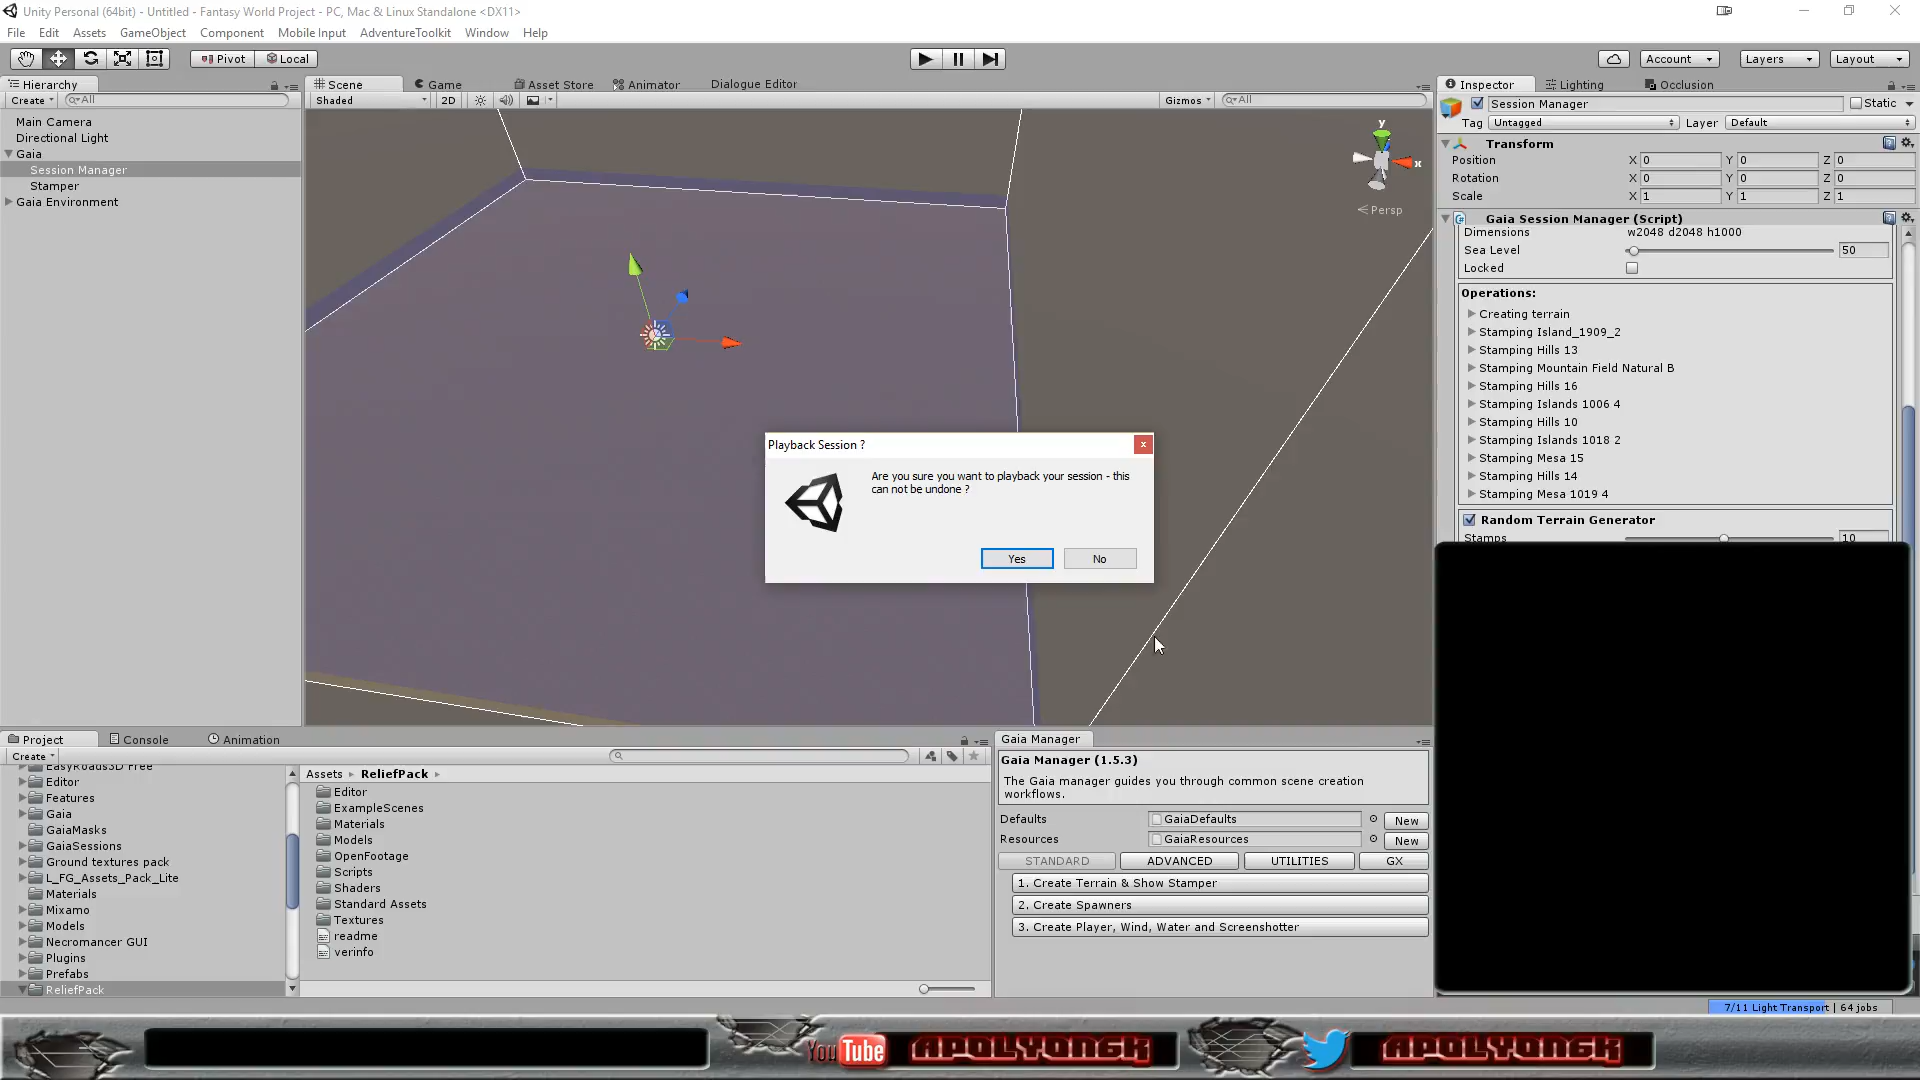 Unity Personal (64bit) - Untitled - Fantasy World Project - PC, Mac & Linux Standalone <DX11>
File Edit Assets GameObject Component Mobile Input AdventureToolkit Window Help
Pivot Local Account Layers Layout
Hierarchy
Create All
Main Camera
Directional Light
Gaia
Session Manager
Stamper
Gaia Environment
Scene Game Asset Store Animator Dialogue Editor
Shaded 2D Gizmos All
y
x
Persp
Playback Session ?
x
Are you sure you want to playback your session - this
can not be undone ?
Yes No
Inspector Lighting Occlusion
Session Manager Static
Tag Untagged Layer Default
Transform
Position X 0 Y 0 Z 0
Rotation X 0 Y 0 Z 0
Scale X 1 Y 1 Z 1
Gaia Session Manager (Script)
Dimensions w2048 d2048 h1000
Sea Level 50
Locked
Operations:
Creating terrain
Stamping Island_1909_2
Stamping Hills 13
Stamping Mountain Field Natural B
Stamping Hills 16
Stamping Islands 1006 4
Stamping Hills 10
Stamping Islands 1018 2
Stamping Mesa 15
Stamping Hills 14
Stamping Mesa 1019 4
Random Terrain Generator
Stamps 10
Project Console Animation
Create
EasyRoads3D Free
Editor
Features
Gaia
GaiaMasks
GaiaSessions
Ground textures pack
L_FG_Assets_Pack_Lite
Materials
Mixamo
Models
Necromancer GUI
Plugins
Prefabs
ReliefPack
Assets ReliefPack
Editor
ExampleScenes
Materials
Models
OpenFootage
Scripts
Shaders
Standard Assets
Textures
readme
verinfo
Gaia Manager
Gaia Manager (1.5.3)
The Gaia manager guides you through common scene creation
workflows.
Defaults GaiaDefaults New
Resources GaiaResources New
STANDARD ADVANCED UTILITIES GX
1. Create Terrain & Show Stamper
2. Create Spawners
3. Create Player, Wind, Water and Screenshotter
7/11 Light Transport | 64 jobs
YouTube APOLYONGK APOLYONGK